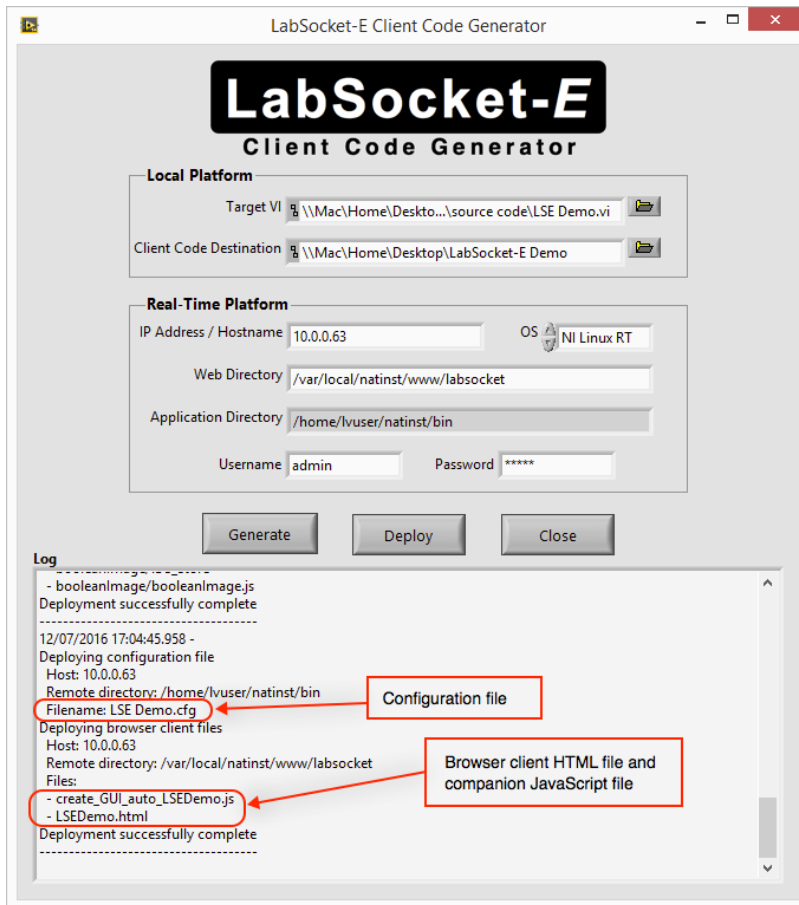 LabSocket-E Client Code Generator
LabSocket-E
Client Code Generator
Local Platform
Target VI \\Mac\Home\Deskto...\source code\LSE Demo.vi
Client Code Destination \\Mac\Home\Desktop\LabSocket-E Demo
Real-Time Platform
IP Address / Hostname 10.0.0.63 OS NI Linux RT
Web Directory /var/local/natinst/www/labsocket
Application Directory /home/lvuser/natinst/bin
Username admin Password *****
Generate Deploy Close
Log
- booleanImage/booleanImage.js
Deployment successfully complete
-------------------------------------
12/07/2016 17:04:45.958 -
Deploying configuration file
Host: 10.0.0.63
Remote directory: /home/lvuser/natinst/bin
Filename: LSE Demo.cfg
Configuration file
Deploying browser client files
Host: 10.0.0.63
Remote directory: /var/local/natinst/www/labsocket
Files:
- create_GUI_auto_LSEDemo.js
- LSEDemo.html
Browser client HTML file and
companion JavaScript file
Deployment successfully complete
-------------------------------------